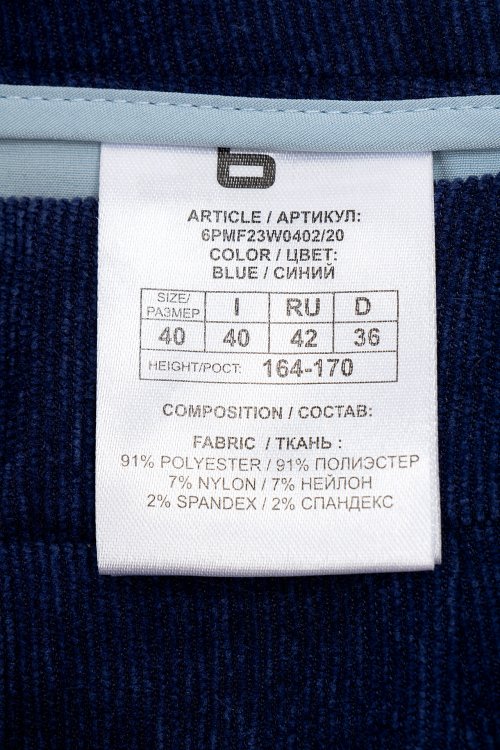 6
ARTICLE / АРТИКУЛ:
6PMF23W0402/20
COLOR / ЦВЕТ:
BLUE / СИНИЙ
SIZE/ РАЗМЕР I RU D
40 40 42 36
HEIGHT/РОСТ: 164-170
COMPOSITION / СОСТАВ:
FABRIC / ТКАНЬ :
91% POLYESTER / 91% ПОЛИЭСТЕР
7% NYLON / 7% НЕЙЛОН
2% SPANDEX / 2% СПАНДЕКС